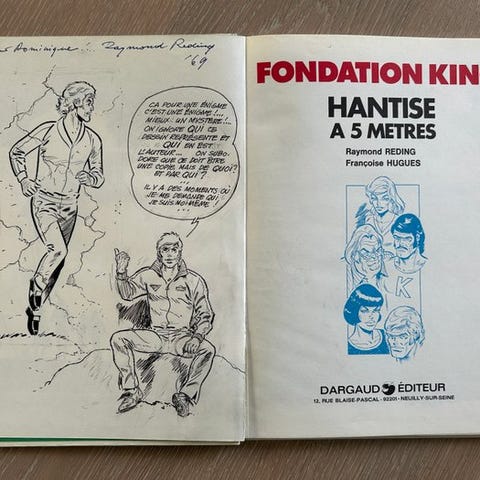 Dominique!.. Raymond Reding
'69
ÇA POUR UNE ÉNIGME
C'EST UNE ÉNIGME!...
MIEUX: UN MYSTÈRE!...
ON IGNORE QUI CE
DESSIN REPRÉSENTE ET
QUI EN EST
L'AUTEUR.... ON SUBO-
DORE QUE CE DOIT ÊTRE
UNE COPIE MAIS DE QUOI?
ET PAR QUI?
...
IL Y A DES MOMENTS OÙ
JE ME DEMANDE QUI
JE SUIS MOI MÊME!
FONDATION KIN
HANTISE
A 5 METRES
Raymond REDING
Françoise HUGUES
K
DARGAUD ÉDITEUR
12, RUE BLAISE-PASCAL - 92201 - NEUILLY-SUR-SEINE